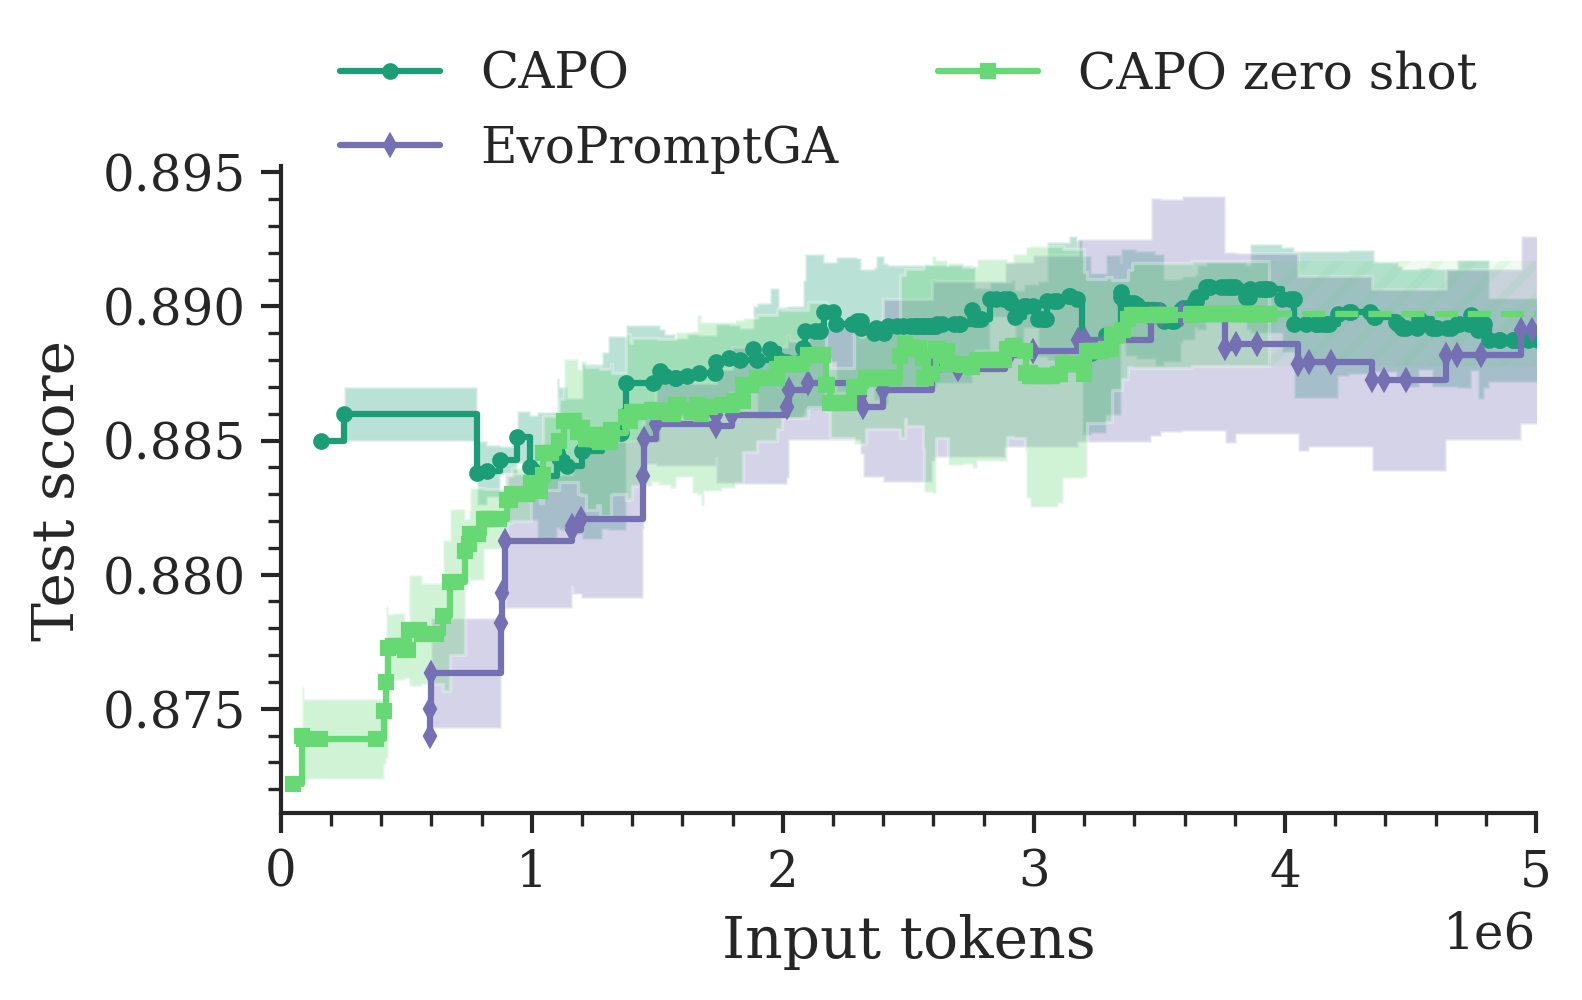 CAPO
CAPO zero shot
EvoPromptGA
0.895
0.890
0.885
0.880
0.875
Test score
0 1 2 3 4 5
1e6
Input tokens